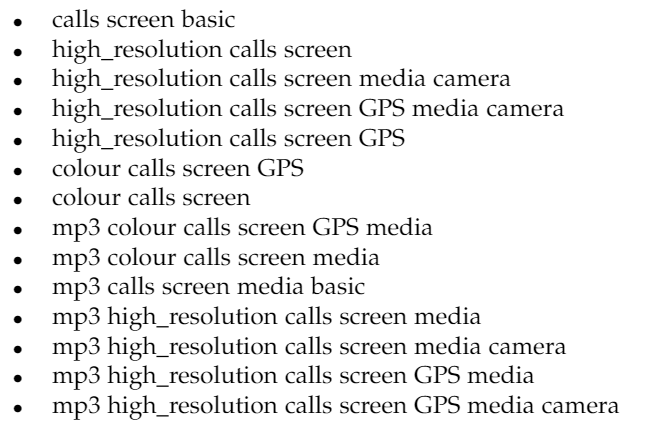 • calls screen basic
• high_resolution calls screen
• high_resolution calls screen media camera
• high_resolution calls screen GPS media camera
• high_resolution calls screen GPS
• colour calls screen GPS
• colour calls screen
• mp3 colour calls screen GPS media
• mp3 colour calls screen media
• mp3 calls screen media basic
• mp3 high_resolution calls screen media
• mp3 high_resolution calls screen media camera
• mp3 high_resolution calls screen GPS media
• mp3 high_resolution calls screen GPS media camera